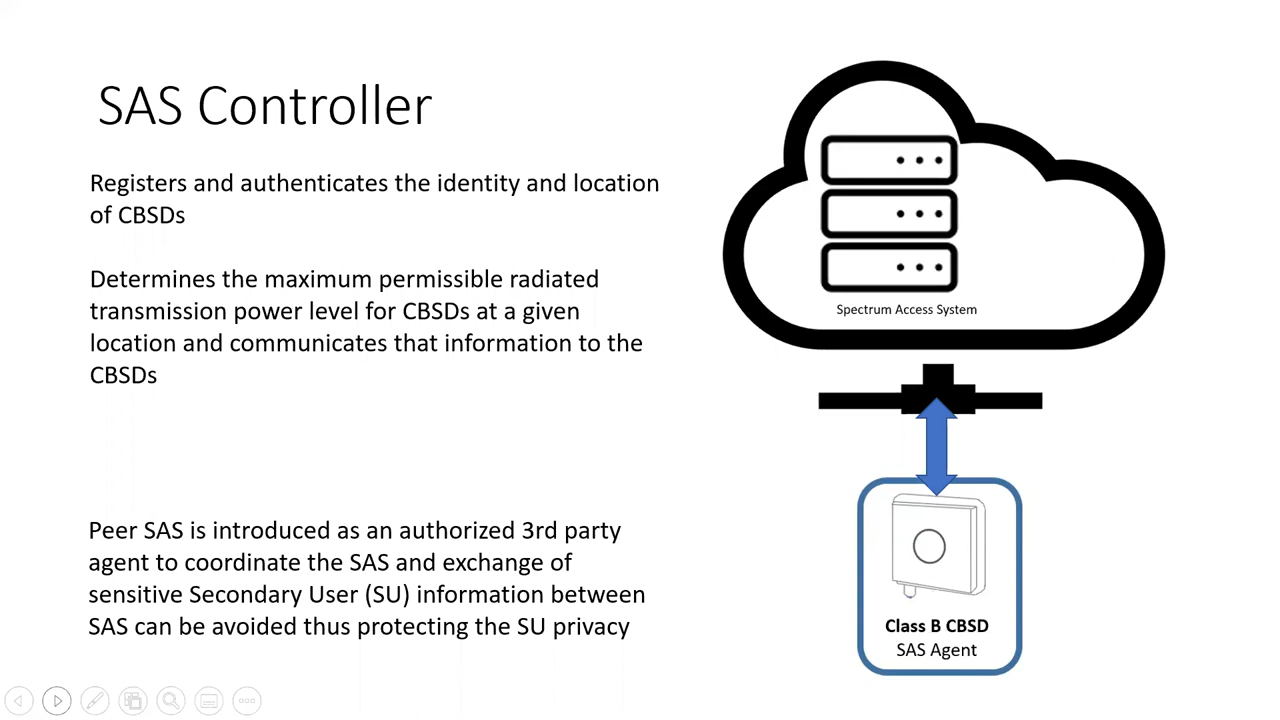 SAS Controller
Registers and authenticates the identity and location
of CBSDs
Determines the maximum permissible radiated
transmission power level for CBSDs at a given
location and communicates that information to the
CBSDs
Peer SAS is introduced as an authorized 3rd party
agent to coordinate the SAS and exchange of
sensitive Secondary User (SU) information between
SAS can be avoided thus protecting the SU privacy
Spectrum Access System
Class B CBSD
SAS Agent